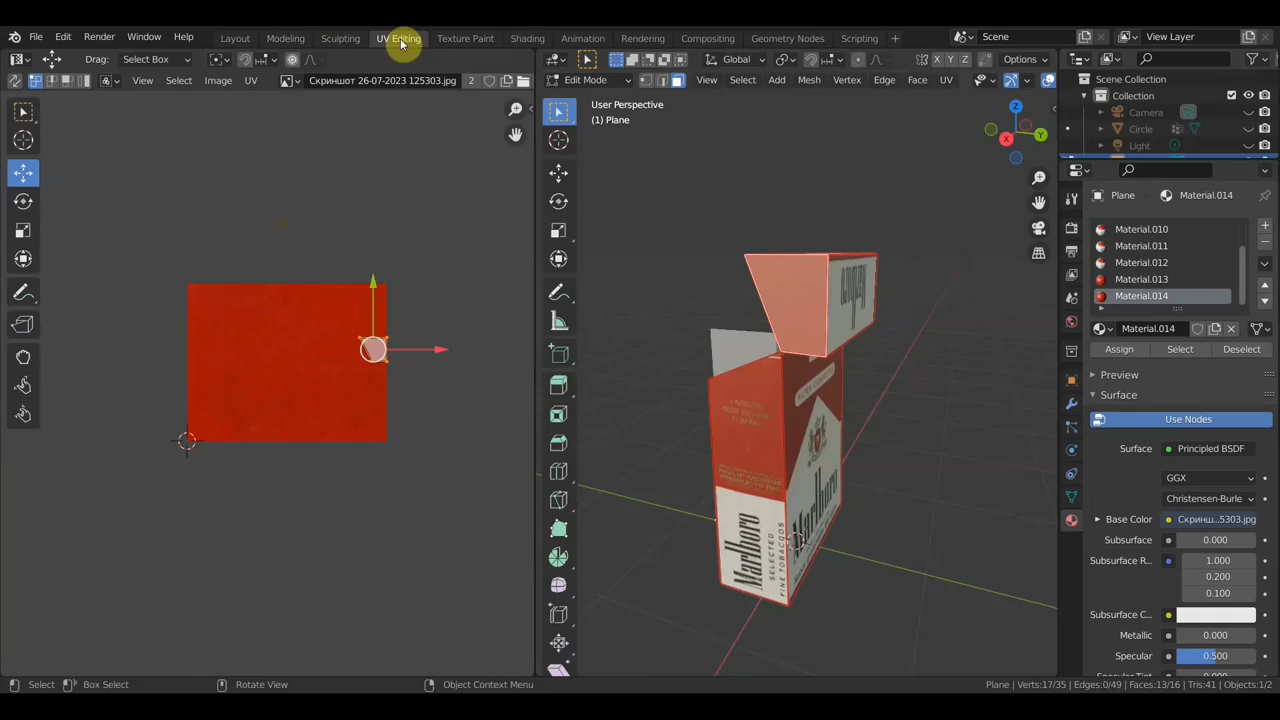 File Edit Render Window Help Layout Modeling Sculpting UV Editing Texture Paint Shading Animation Rendering Compositing Geometry Nodes Scripting + Scene View Layer
Drag: Select Box Global X Y Z Options
View Select Image UV Скриншот 26-07-2023 125303.jpg 2 Edit Mode View Select Add Mesh Vertex Edge Face UV
Scene Collection
Collection
Camera
Circle
Light
User Perspective
(1) Plane
Z
Y
X
Plane Material.014
Material.010
Material.011
Material.012
Material.013
Material.014
Material.014
Assign Select Deselect
Preview
Surface
Use Nodes
Surface Principled BSDF
GGX
Christensen-Burle
Base Color Скринш...5303.jpg
Subsurface 0.000
Subsurface R... 1.000
0.200
0.100
Subsurface C...
Metallic 0.000
Specular 0.500
Specular Tint
Marlboro
Marlboro
SELECTED
FINE TOBACCOS
Marlboro
Select Box Select Rotate View Object Context Menu Plane | Verts:17/35 | Edges:0/49 | Faces:13/16 | Tris:41 | Objects:1/2